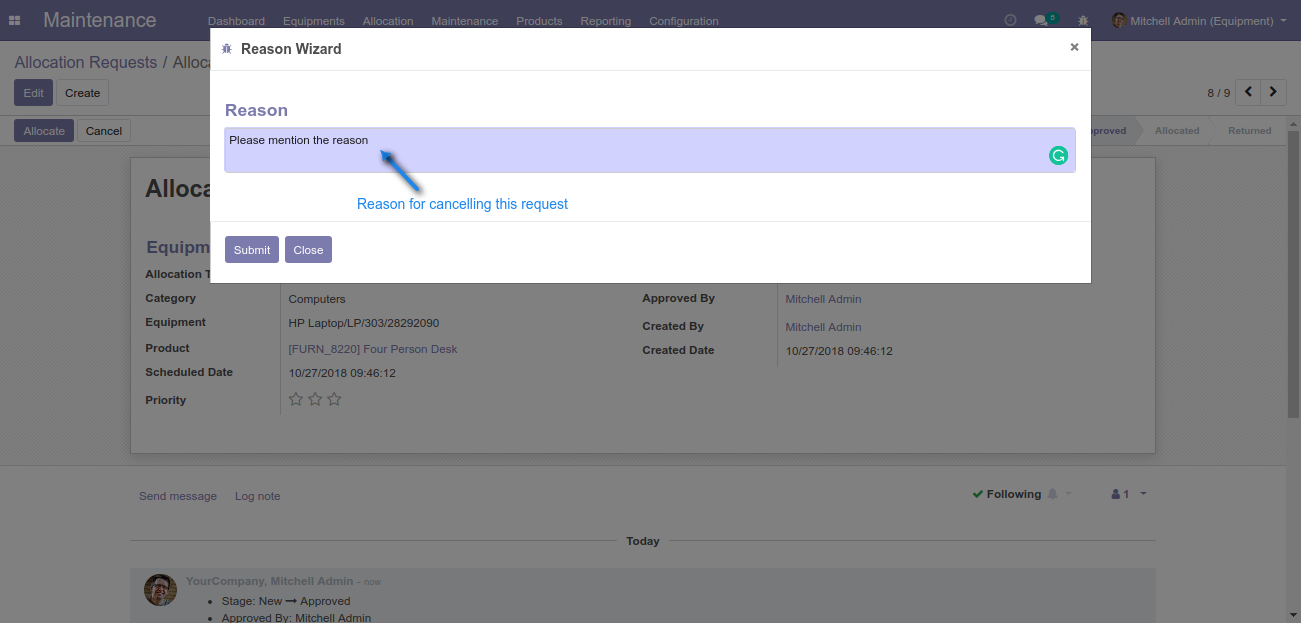 Maintenance Dashboard Equipments Allocation Maintenance Products Reporting Configuration 5 Mitchell Admin (Equipment)
Reason Wizard ×
Allocation Requests / Alloc
Edit Create 8 / 9
Reason
Allocate Cancel pproved Allocated Returned
Please mention the reason
Alloca
Reason for cancelling this request
Equipm
Submit Close
Allocation T
Category Computers Approved By Mitchell Admin
Equipment HP Laptop/LP/303/28292090 Created By Mitchell Admin
Product [FURN_8220] Four Person Desk Created Date 10/27/2018 09:46:12
Scheduled Date 10/27/2018 09:46:12
Priority
Send message Log note Following 1
Today
YourCompany, Mitchell Admin - now
• Stage: New → Approved
• Approved By: Mitchell Admin